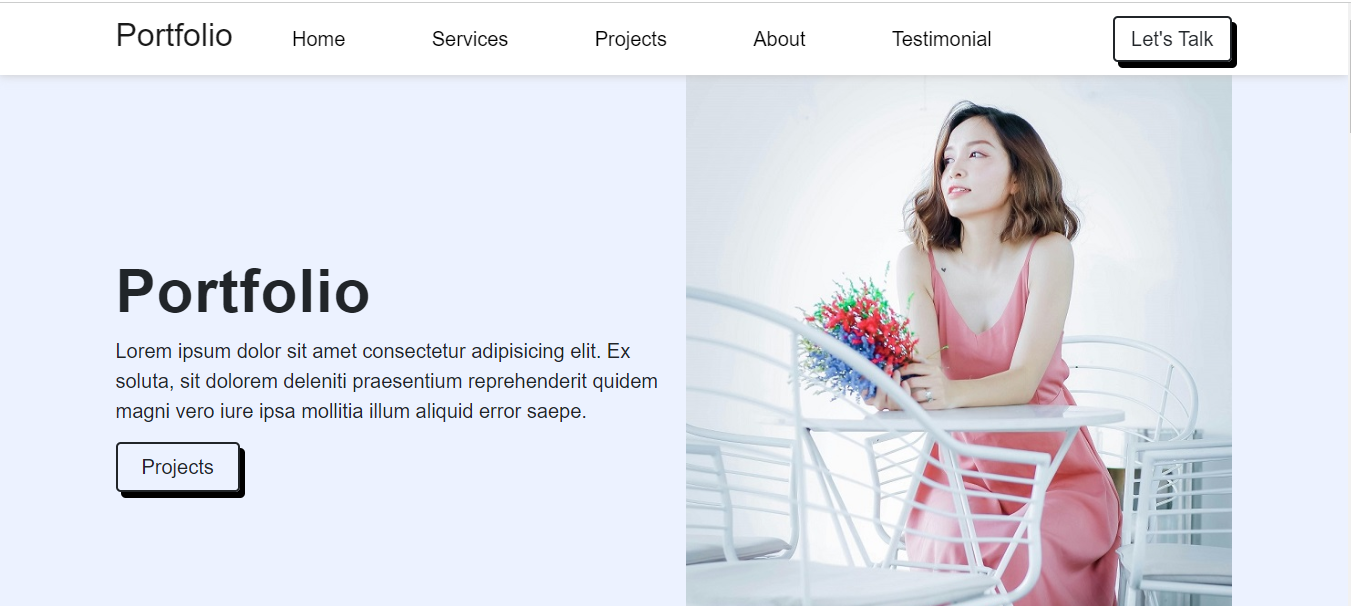 Portfolio
Home
Services
Projects
About
Testimonial
Let's Talk
Portfolio
Lorem ipsum dolor sit amet consectetur adipisicing elit. Ex
soluta, sit dolorem deleniti praesentium reprehenderit quidem
magni vero iure ipsa mollitia illum aliquid error saepe.
Projects